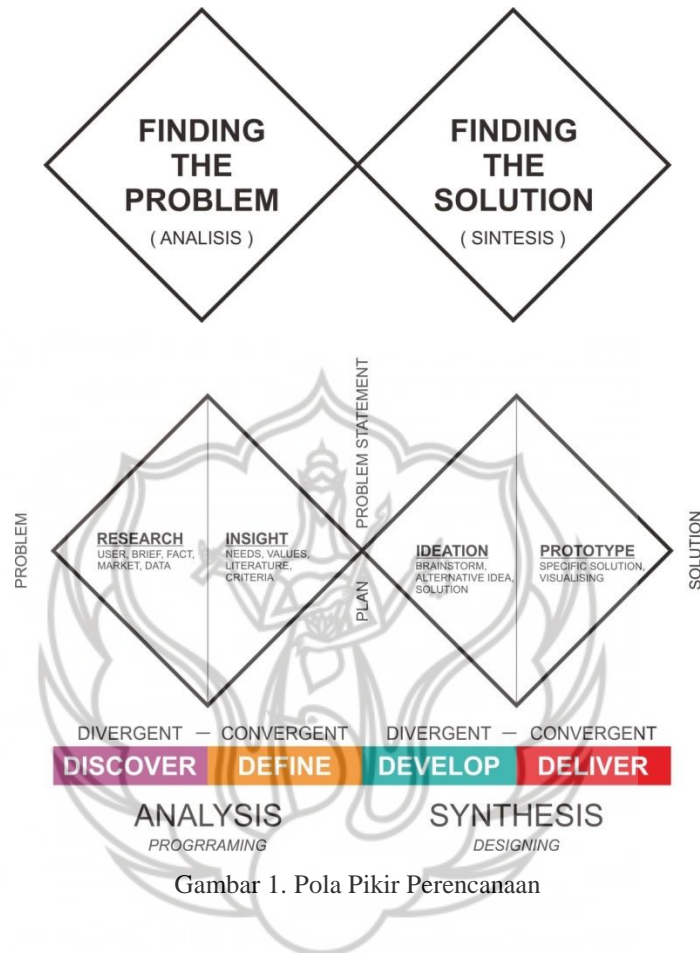 FINDING
THE
PROBLEM
( ANALISIS )
FINDING
THE
SOLUTION
( SINTESIS )
PROBLEM
RESEARCH
USER, BRIEF, FACT,
MARKET, DATA
INSIGHT
NEEDS, VALUES,
LITERATURE,
CRITERIA
PROBLEM STATEMENT
PLAN
IDEATION
BRAINSTORM,
ALTERNATIVE IDEA,
SOLUTION
PROTOTYPE
SPECIFIC SOLUTION,
VISUALISING
SOLUTION
DIVERGENT — CONVERGENT
DIVERGENT — CONVERGENT
DISCOVER
DEFINE
DEVELOP
DELIVER
ANALYSIS
PROGRRAMING
SYNTHESIS
DESIGNING
Gambar 1. Pola Pikir Perencanaan